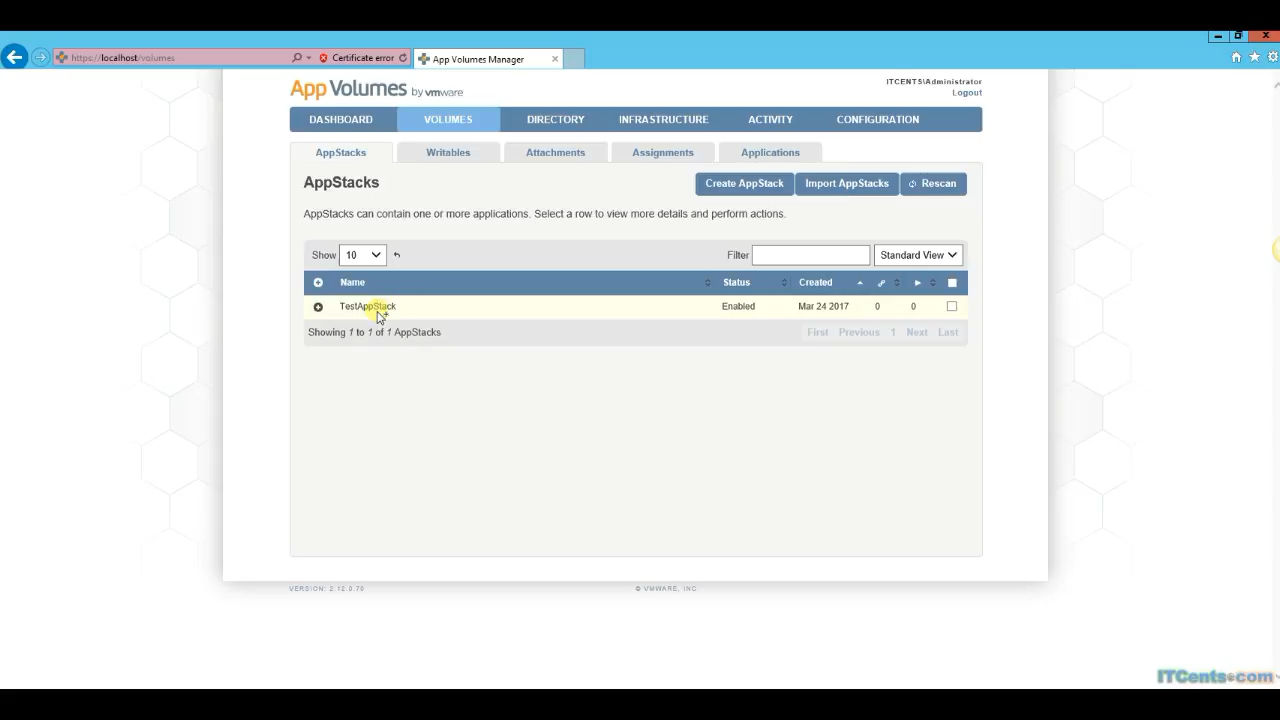 https://localhost/volumes
Certificate error
App Volumes Manager
App Volumes by vmware
ITCENTS\Administrator
Logout
DASHBOARD VOLUMES DIRECTORY INFRASTRUCTURE ACTIVITY CONFIGURATION
AppStacks Writables Attachments Assignments Applications
AppStacks
Create AppStack Import AppStacks Rescan
AppStacks can contain one or more applications. Select a row to view more details and perform actions.
Show 10 Filter Standard View
Name Status Created
TestAppStack Enabled Mar 24 2017 0 0
Showing 1 to 1 of 1 AppStacks First Previous 1 Next Last
VERSION: 2.12.0.70 © VMWARE, INC
ITCents.com